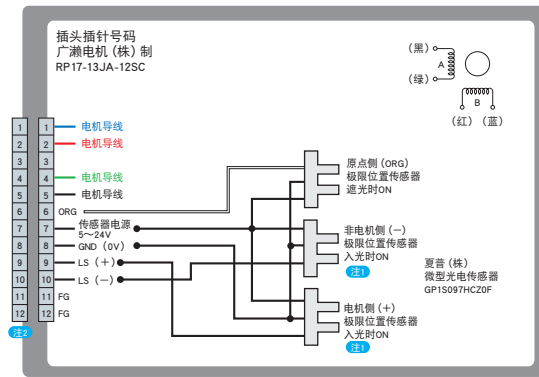 插头插针号码
广濑电机（株）制
RP17-13JA-12SC
（黑）
A
（绿）
B
（红）（蓝）
1 1 电机导线
2 2 电机导线
3 3
4 4 电机导线
5 5 电机导线
6 6 ORG
7 7 传感器电源
5～24V
8 8 GND（0V）
9 9 LS（+）
10 10 LS（−）
11 11 FG
12 12 FG
注2
原点侧（ORG）
极限位置传感器
遮光时ON
非电机侧（−）
极限位置传感器
入光时ON
注1
电机侧（+）
极限位置传感器
入光时ON
注1
夏普（株）
微型光电传感器
GP1S097HCZ0F